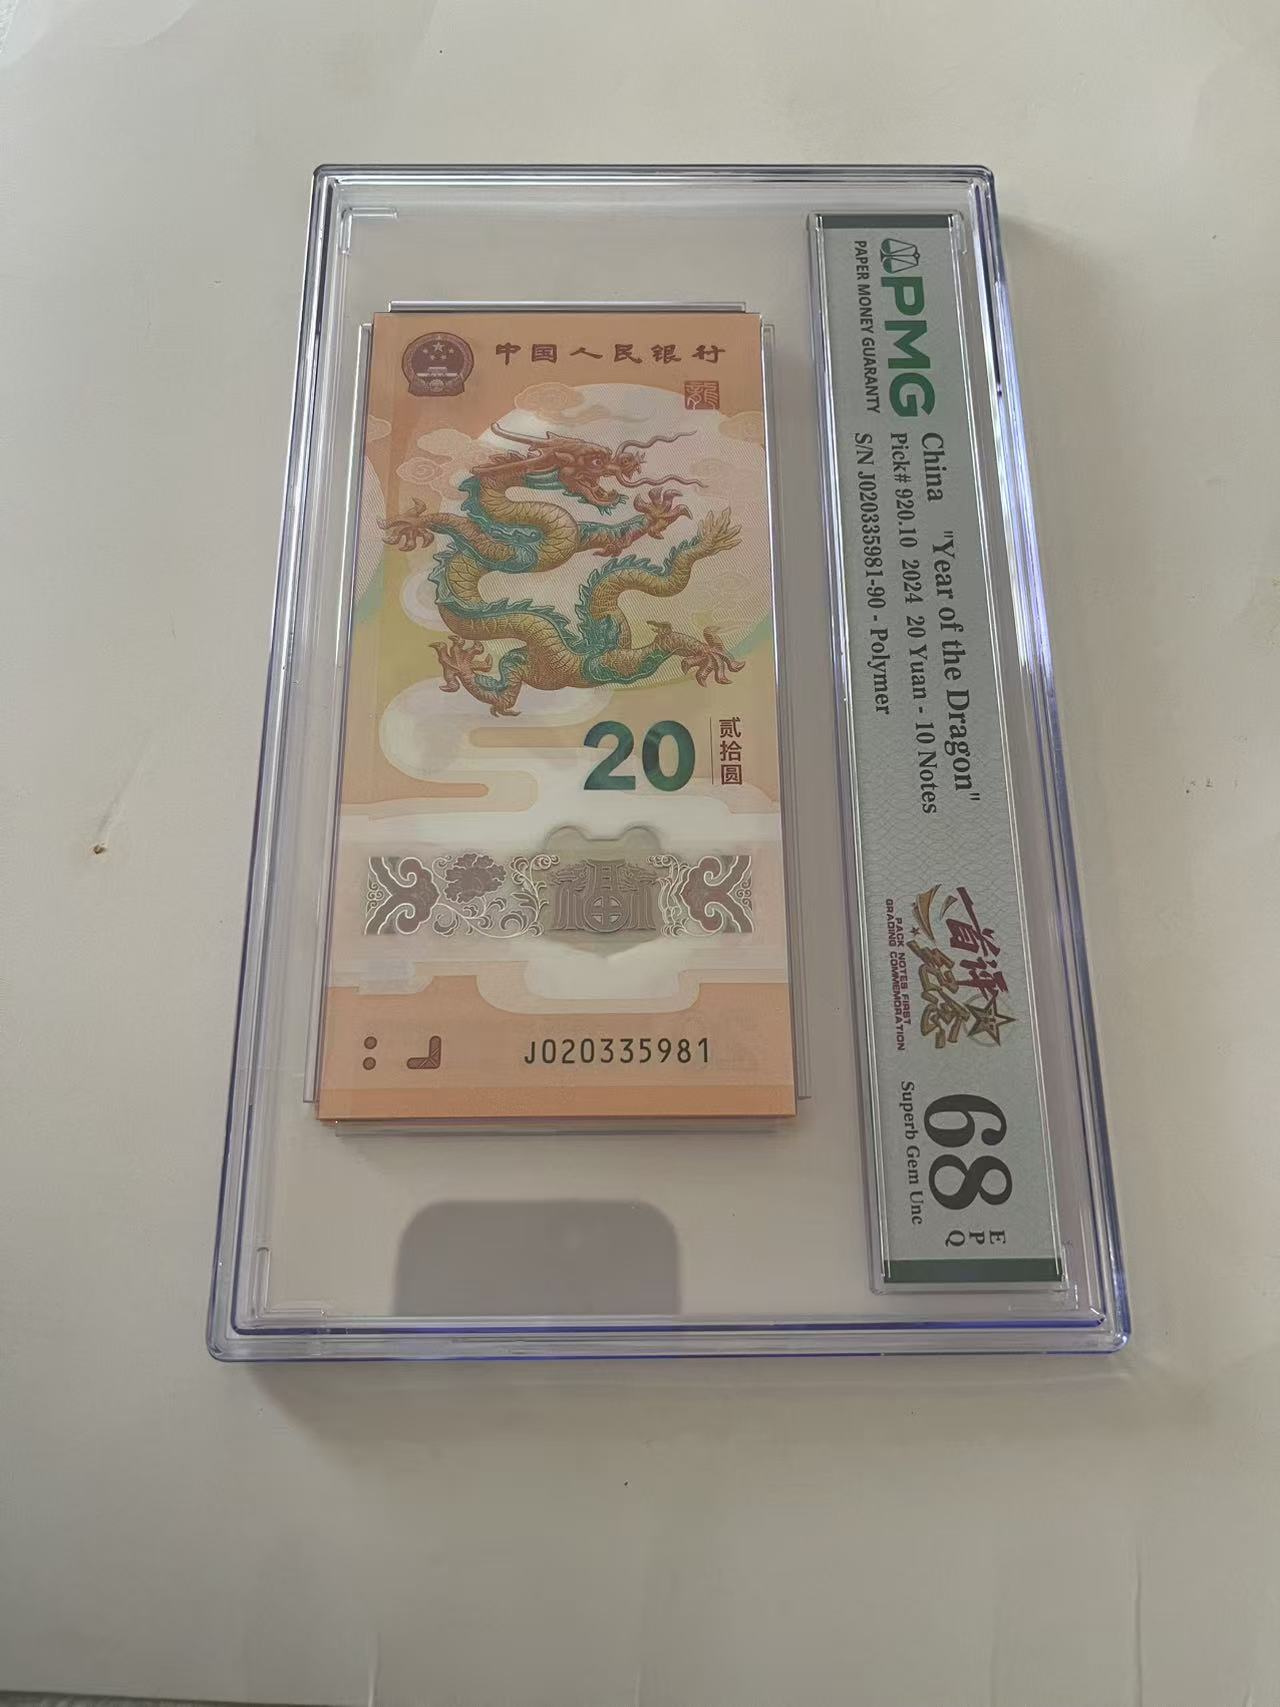 中国人民银行
龍
20
贰拾圆
福
J020335981
PMG
PAPER MONEY GUARANTY
China "Year of the Dragon"
Pick# 920.10 2024 20 Yuan - 10 Notes
S/N J020335981-90 - Polymer
首评
纪念
PACK NOTES FIRST
GRADING COMMEMORATION
68
EPQ
Superb Gem Unc